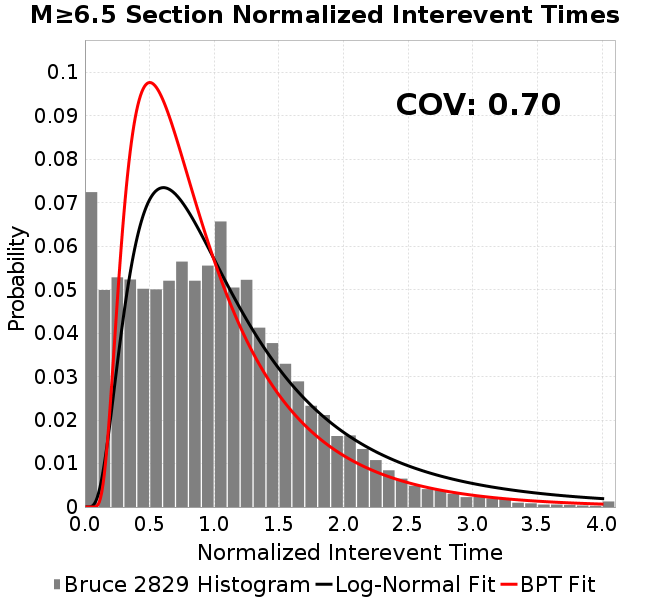 M≥6.5 Section Normalized Interevent Times
COV: 0.70
Probability
0.1
0.09
0.08
0.07
0.06
0.05
0.04
0.03
0.02
0.01
0
0.0 0.5 1.0 1.5 2.0 2.5 3.0 3.5 4.0
Normalized Interevent Time
Bruce 2829 Histogram Log-Normal Fit BPT Fit